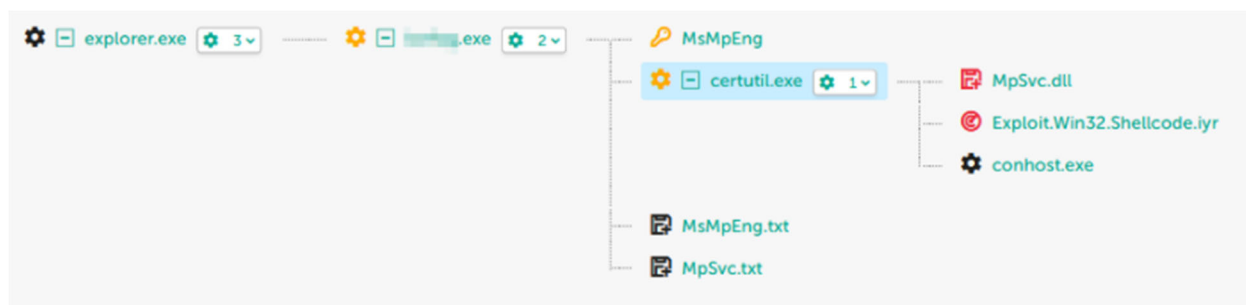 explorer.exe 3 .exe 2 MsMpEng
certutil.exe 1 MpSvc.dll
Exploit.Win32.Shellcode.iyr
conhost.exe
MsMpEng.txt
MpSvc.txt